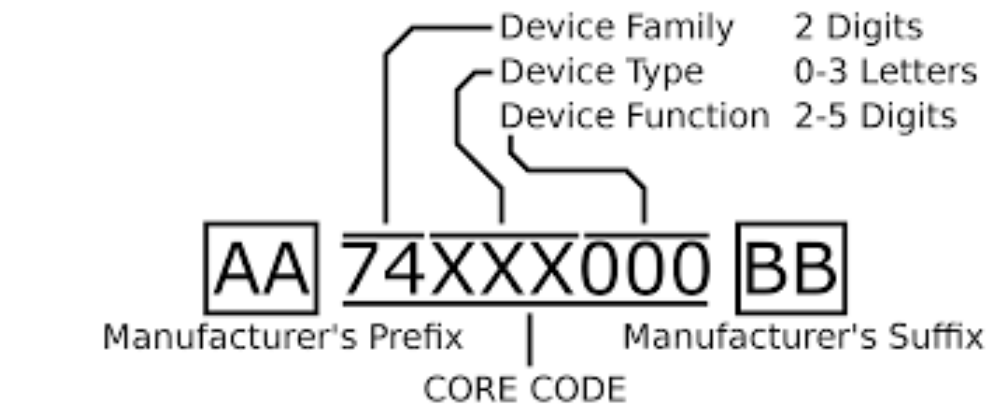 Device Family 2 Digits
Device Type 0-3 Letters
Device Function 2-5 Digits
AA 74XXX000 BB
Manufacturer's Prefix Manufacturer's Suffix
CORE CODE